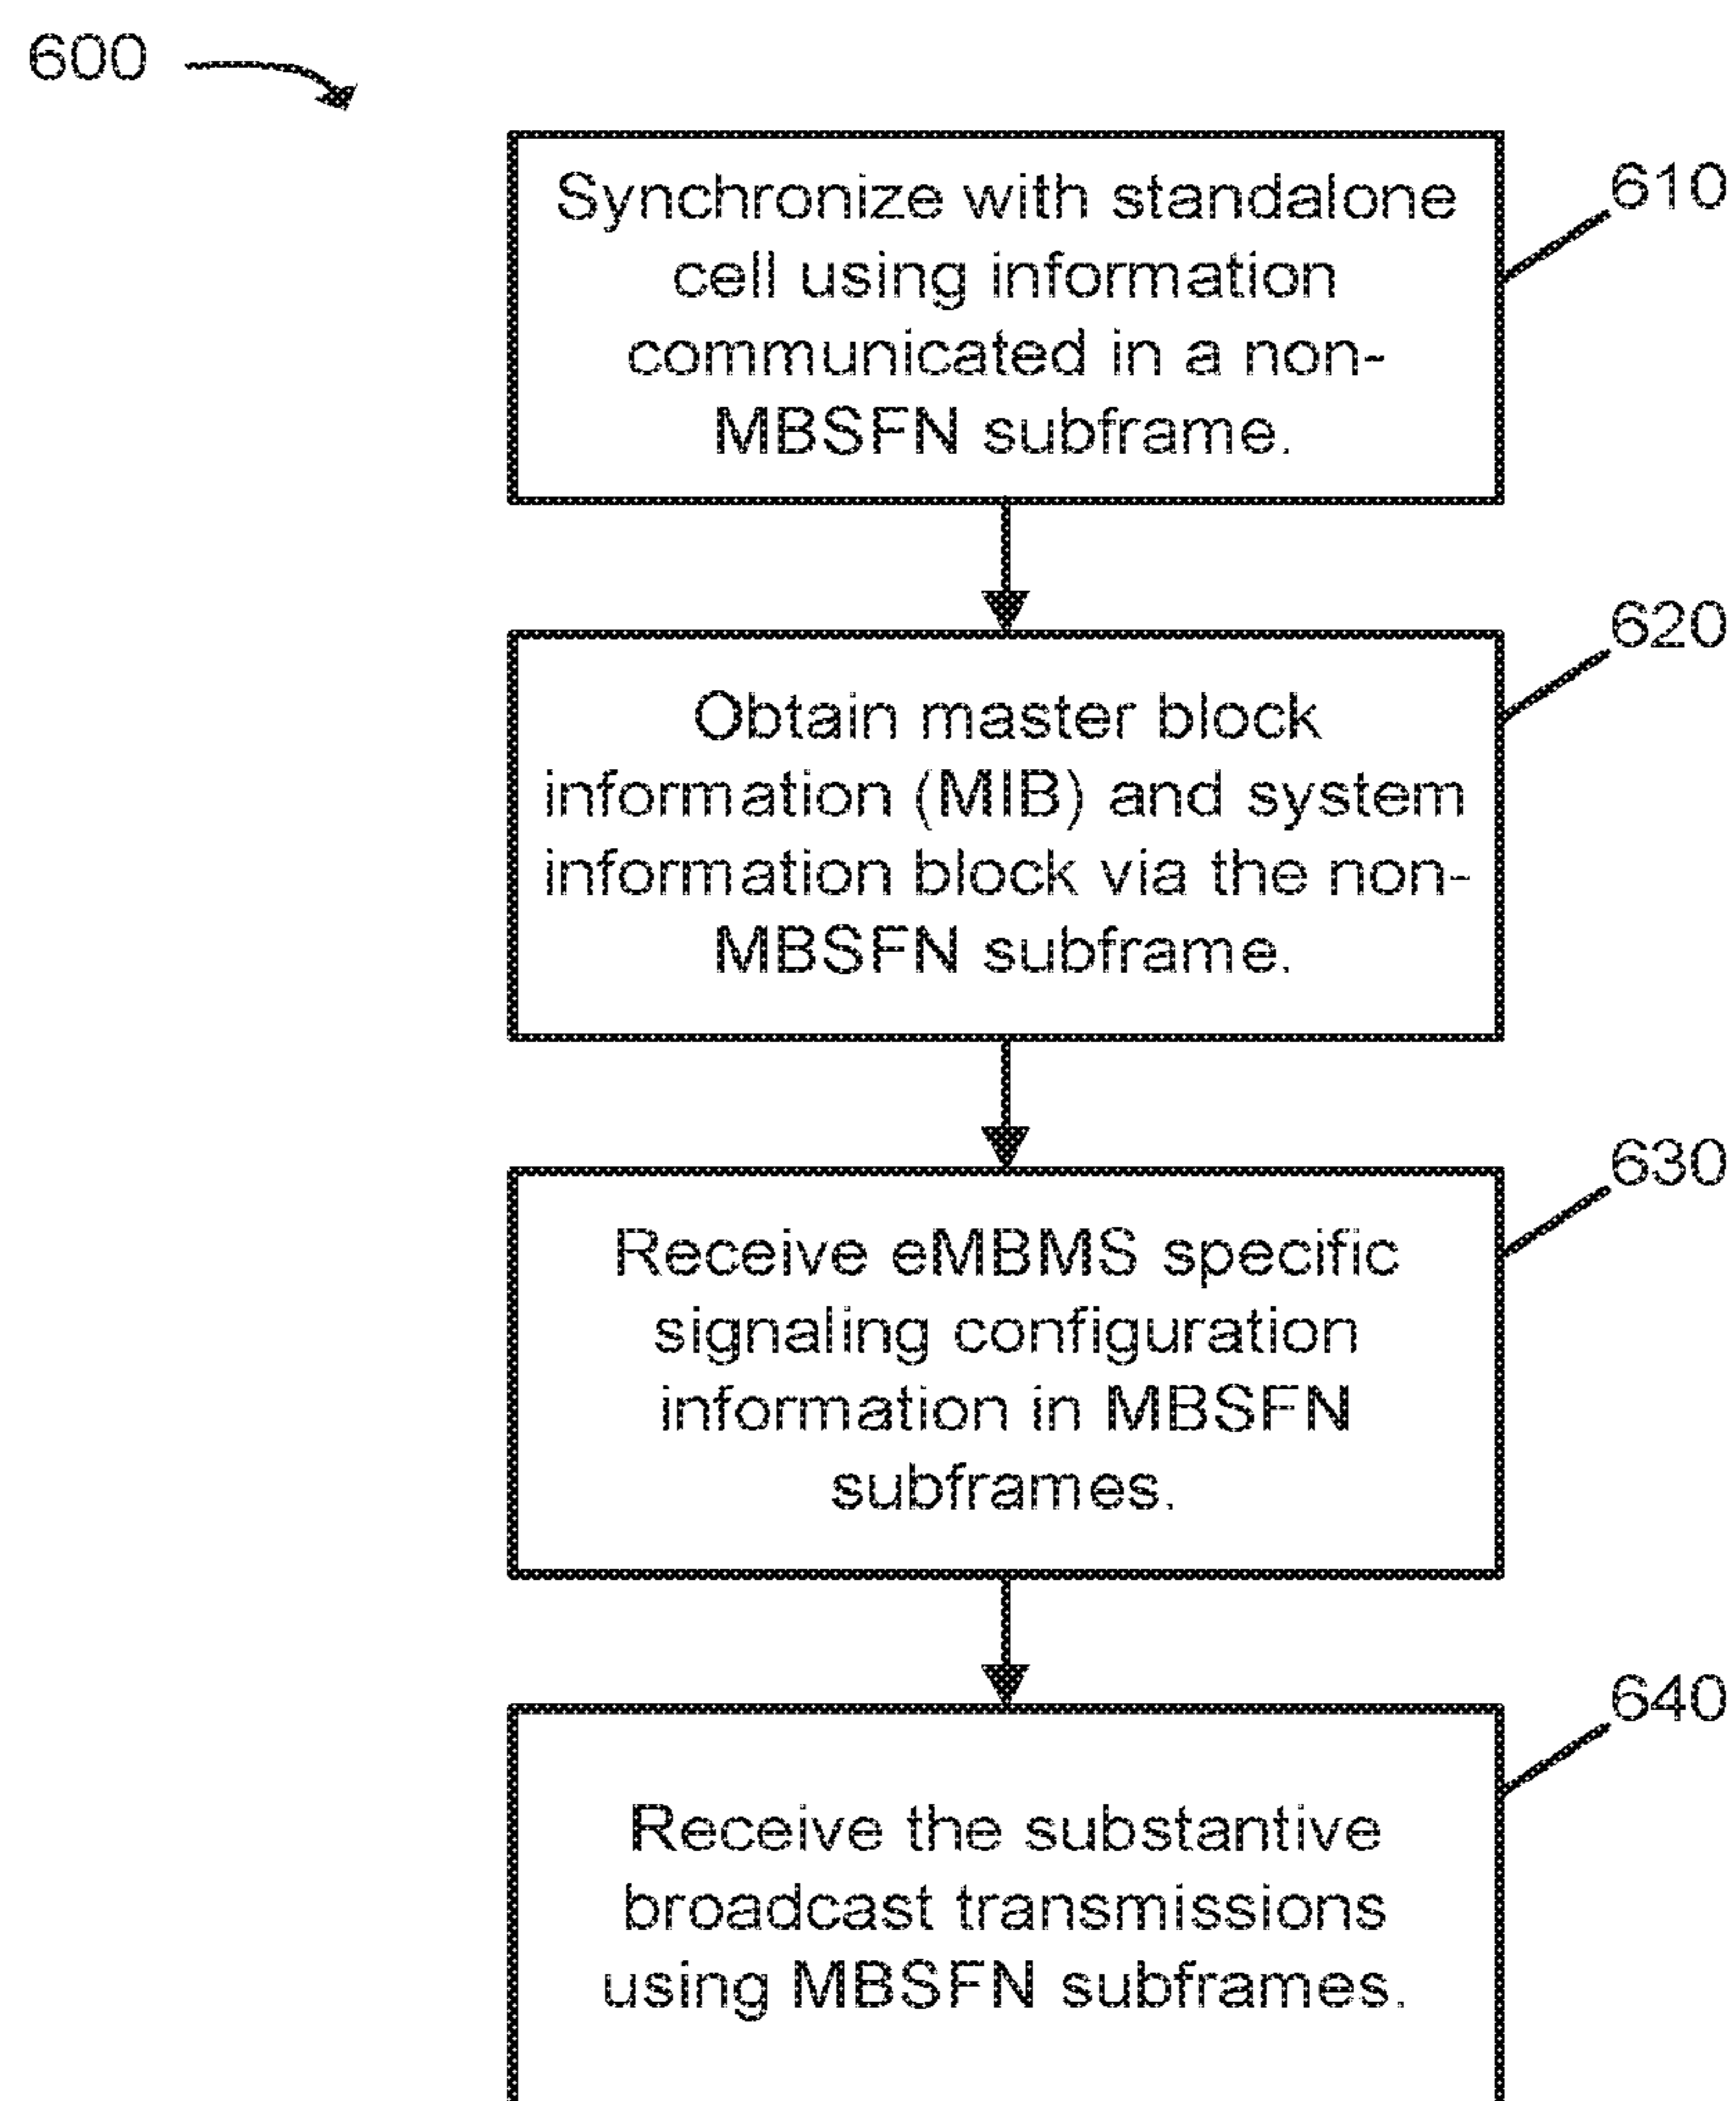 600
Synchronize with standalone
cell using information
communicated in a non-
MBSFN subframe.
610
Obtain master block
information (MIB) and system
information block via the non-
MBSFN subframe.
620
Receive eMBMS specific
signaling configuration
information in MBSFN
subframes.
630
Receive the substantive
broadcast transmissions
using MBSFN subframes.
640